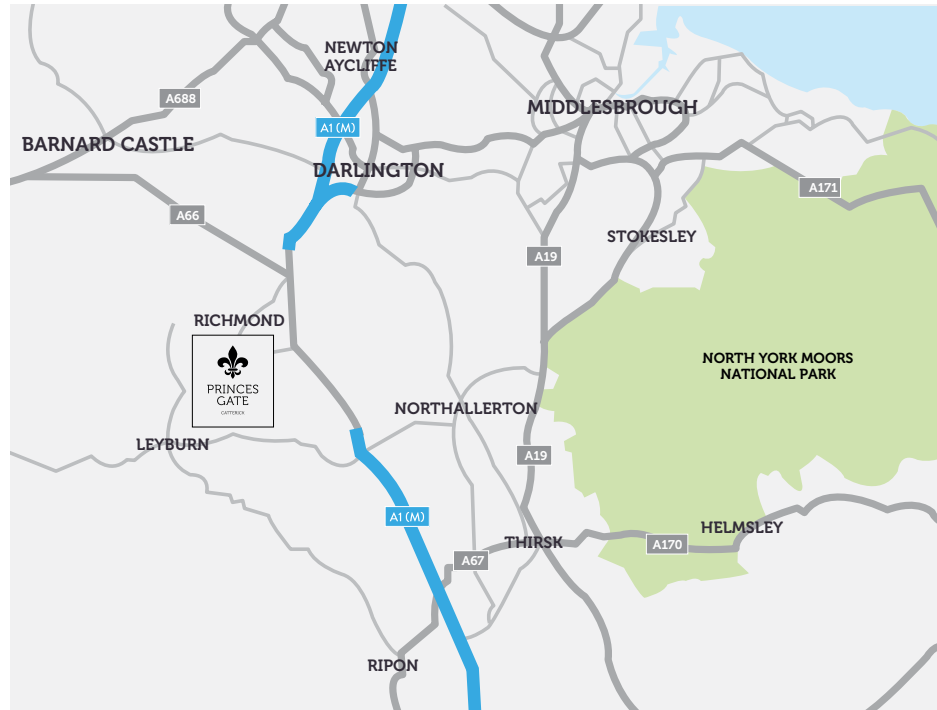 NEWTON
AYCLIFFE
A688
MIDDLESBROUGH
A1 (M)
BARNARD CASTLE
DARLINGTON
A171
A66
STOKESLEY
A19
RICHMOND
PRINCES
GATE
CATTERICK
NORTH YORK MOORS
NATIONAL PARK
NORTHALLERTON
LEYBURN
A19
A1 (M)
HELMSLEY
THIRSK
A170
A67
RIPON